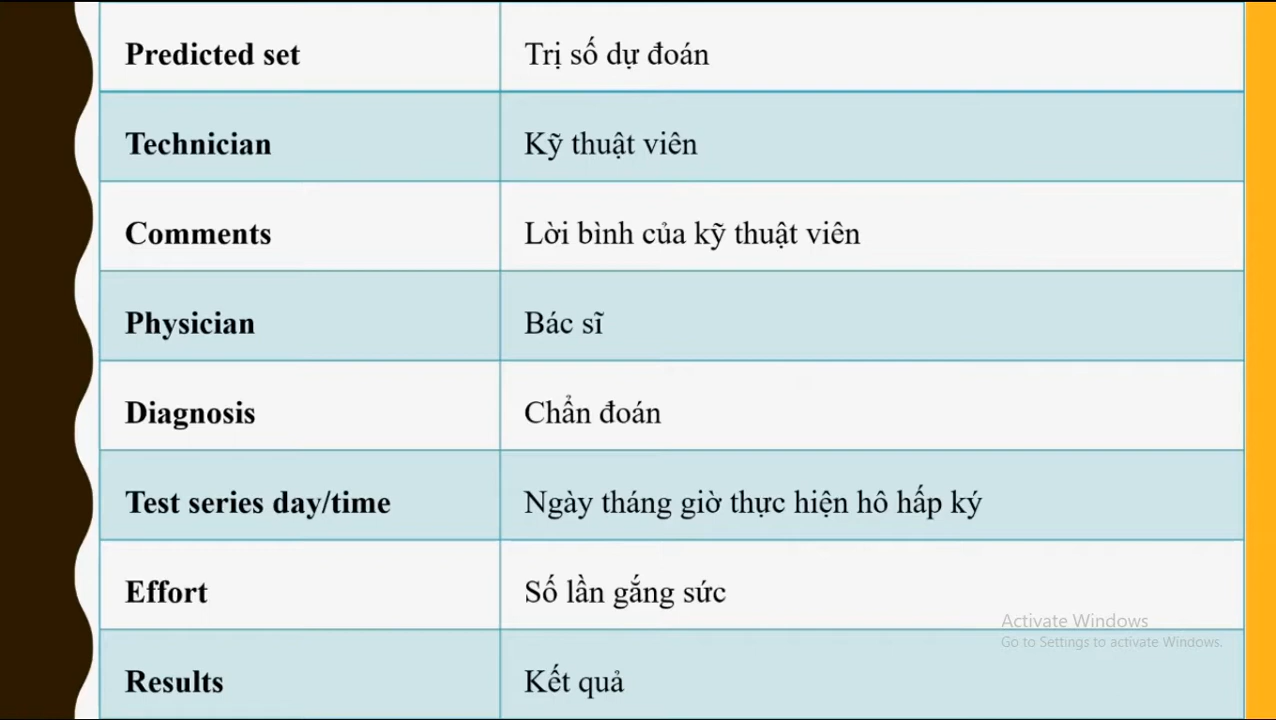 Predicted set
Trị số dự đoán
Technician
Kỹ thuật viên
Comments
Lời bình của kỹ thuật viên
Physician
Bác sĩ
Diagnosis
Chẩn đoán
Test series day/time
Ngày tháng giờ thực hiện hô hấp ký
Effort
Số lần gắng sức
Activate Windows
Go to Settings to activate Windows.
Results
Kết quả